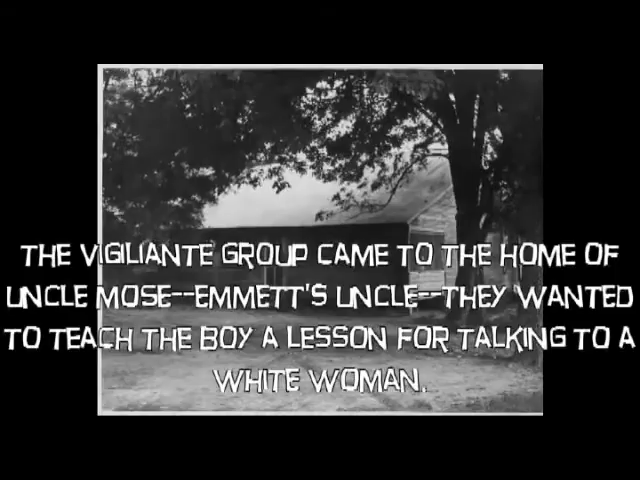 THE VIGILIANTE GROUP CAME TO THE HOME OF
UNCLE MOSE--EMMETT'S UNCLE--THEY WANTED
TO TEACH THE BOY A LESSON FOR TALKING TO A
WHITE WOMAN.